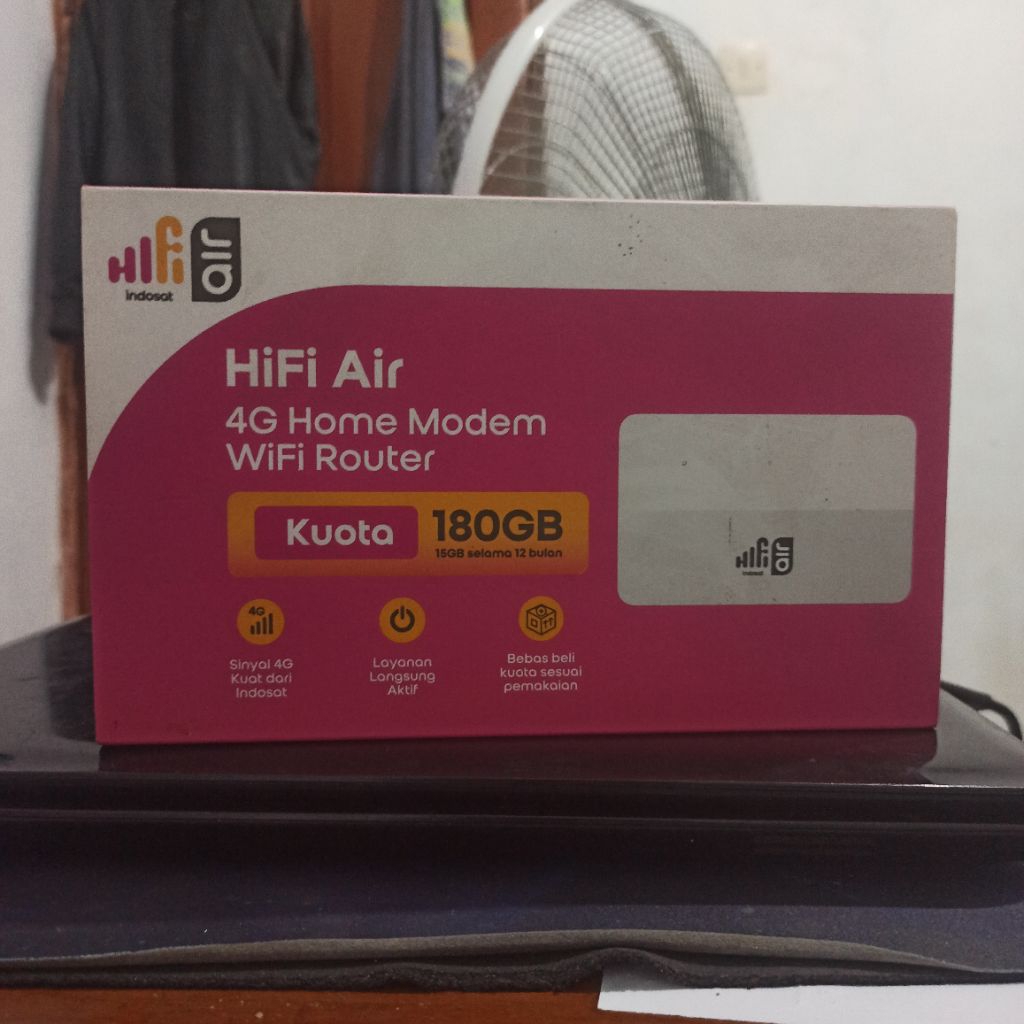 HiFi
air
indosat
HiFi Air
4G Home Modem
WiFi Router
Kuota
180GB
15GB selama 12 bulan
4G
Sinyal 4G
Kuat dari
Indosat
Layanan
Langsung
Aktif
Bebas beli
kuota sesuai
pemakaian
HiFi
air
indosat